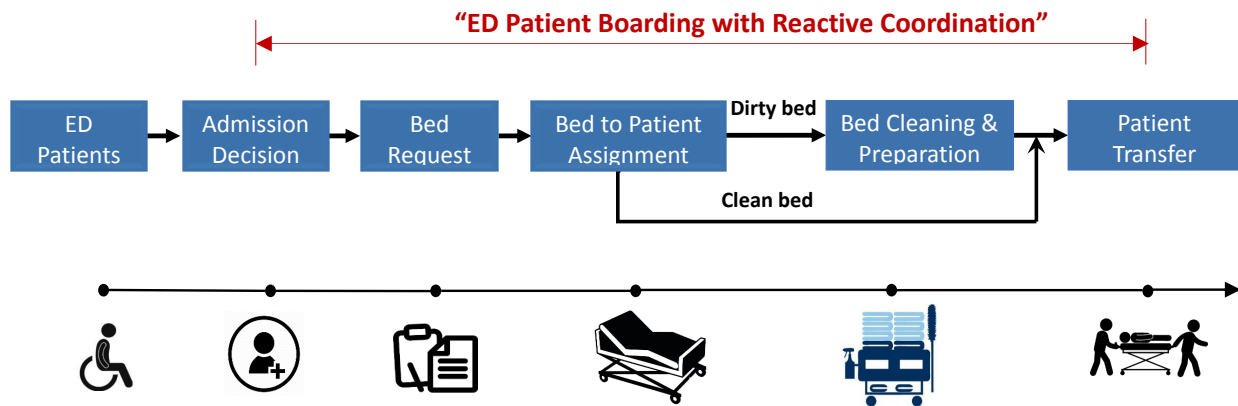 “ED Patient Boarding with Reactive Coordination”
ED
Patients
Admission
Decision
Bed
Request
Bed to Patient
Assignment
Dirty bed
Bed Cleaning &
Preparation
Patient
Transfer
Clean bed